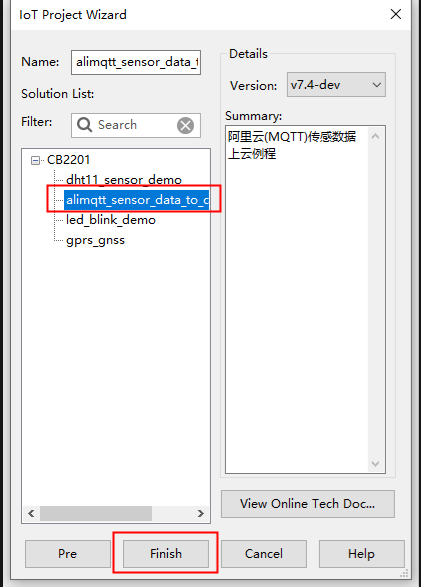 IoT Project Wizard
Name:
alimqtt_sensor_data_t
Solution List:
Filter:
Search
CB2201
dht11_sensor_demo
alimqtt_sensor_data_to_c
led_blink_demo
gprs_gnss
Details
Version:
v7.4-dev
Summary:
阿里云(MQTT)传感数据
上云例程
View Online Tech Doc...
Pre
Finish
Cancel
Help